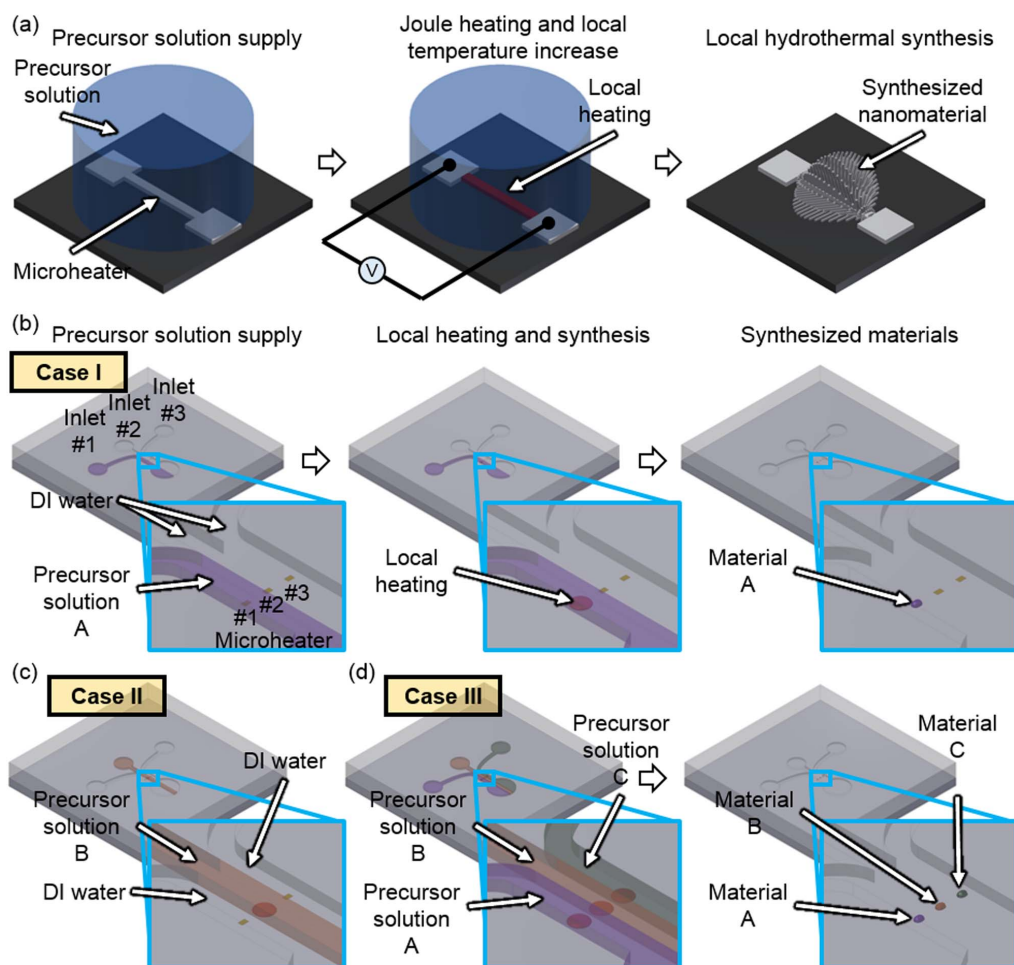 (a)
Precursor solution supply
Joule heating and local
temperature increase
Local hydrothermal synthesis
Precursor
solution
Local
heating
Synthesized
nanomaterial
Microheater
V
(b)
Precursor solution supply
Local heating and synthesis
Synthesized materials
Case I
Inlet
#1
Inlet
#2
Inlet
#3
DI water
Precursor
solution
A
#1
#2
#3
Microheater
Local
heating
Material
A
(c)
Case II
DI water
Precursor
solution
B
DI water
(d)
Case III
Precursor
solution
C
Precursor
solution
B
Precursor
solution
A
Material
C
Material
B
Material
A